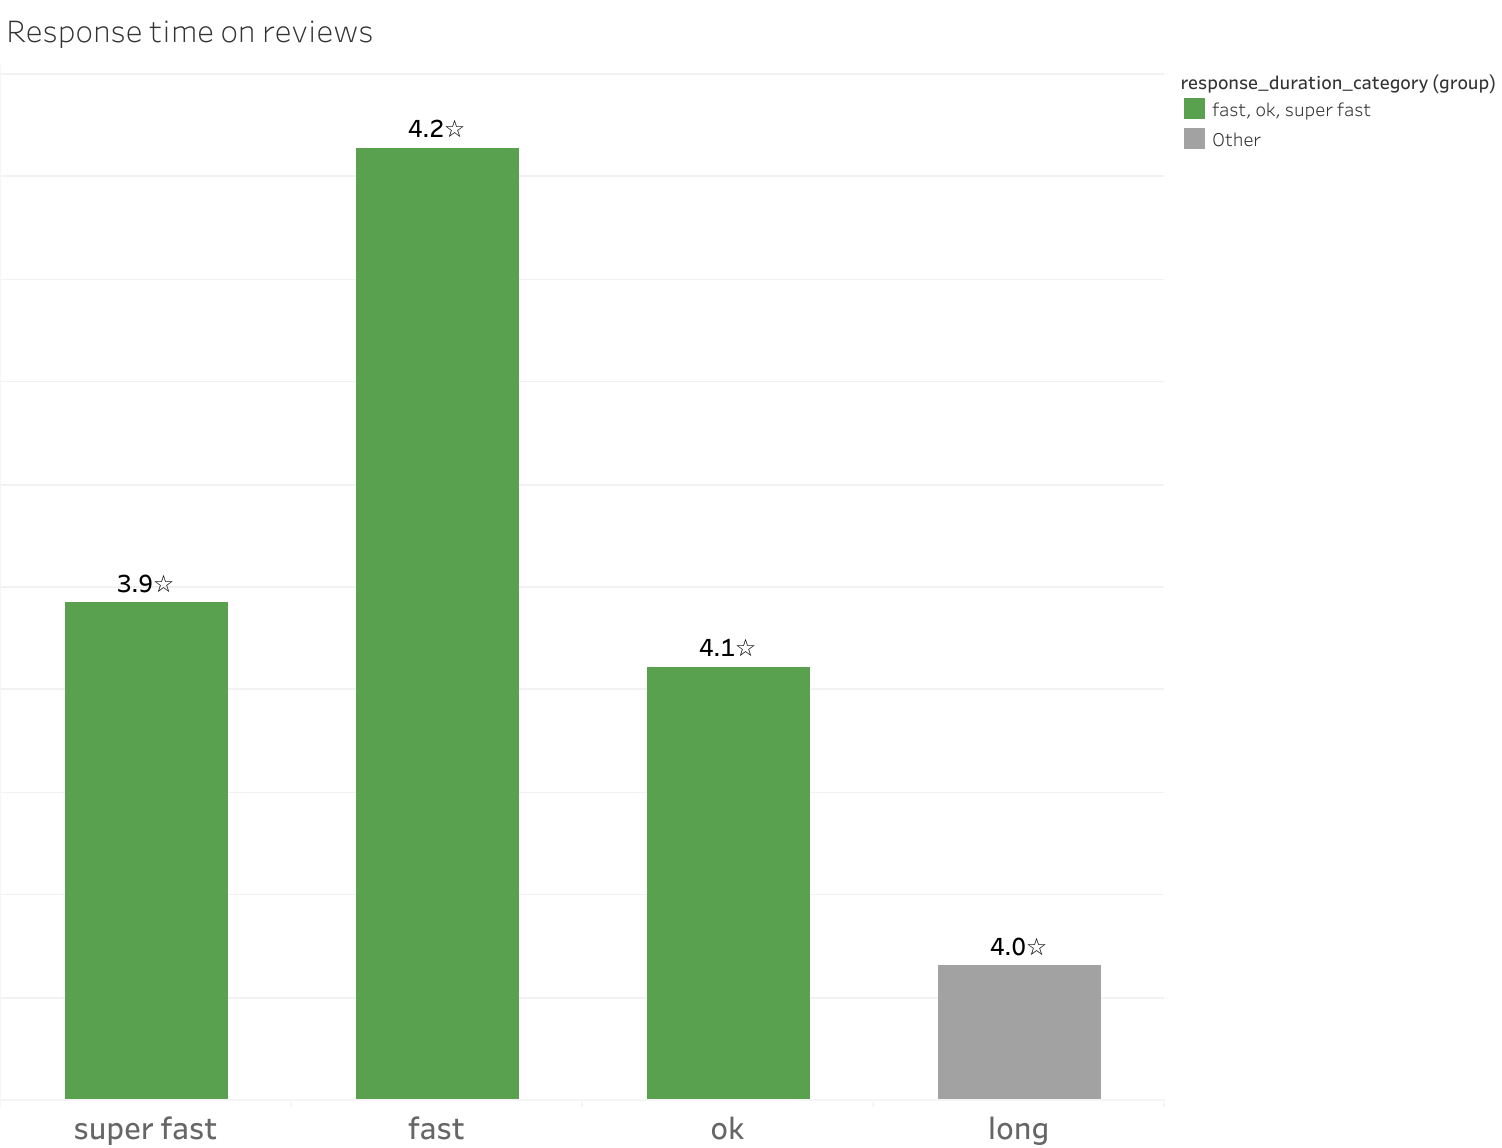 Response time on reviews
response_duration_category (group)
fast, ok, super fast
Other
4.2☆
3.9☆
4.1☆
4.0☆
super fast
fast
ok
long